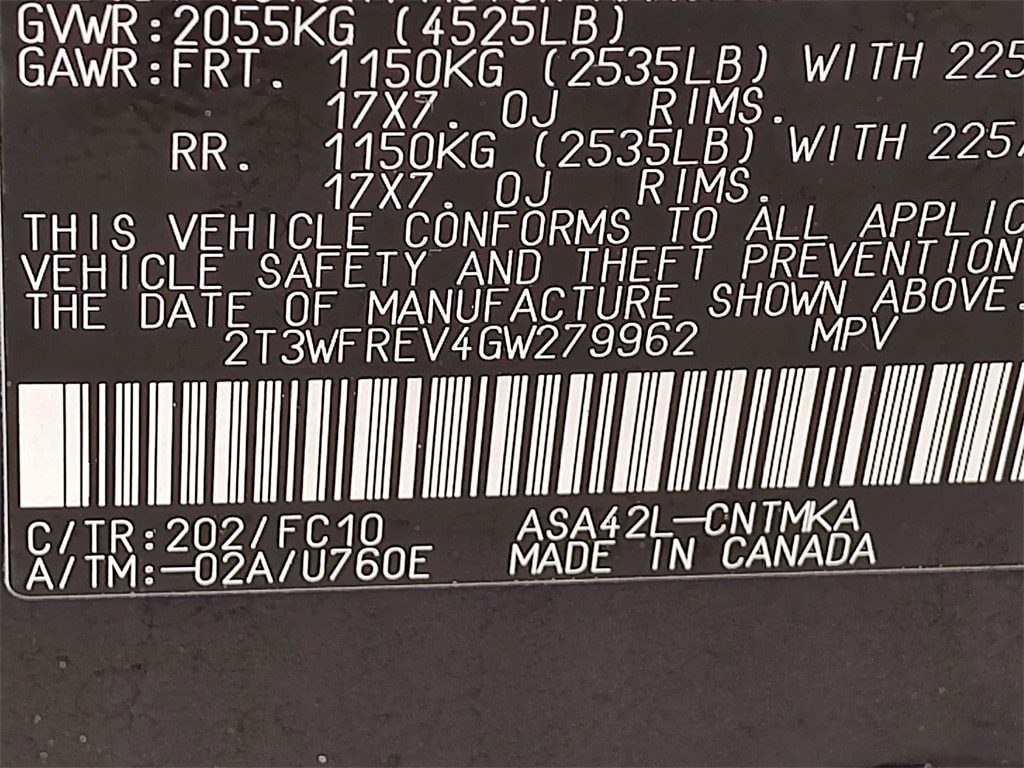 GVWR:2055KG (4525LB)
GAWR:FRT. 1150KG (2535LB) WITH 225
17X7. 0J RIMS.
RR. 1150KG (2535LB) WITH 225/
17X7. 0J RIMS.
THIS VEHICLE CONFORMS TO ALL APPLIC
VEHICLE SAFETY AND THEFT PREVENTION
THE DATE OF MANUFACTURE SHOWN ABOVE.
2T3WFREV4GW279962 MPV
C/TR:202/FC10 ASA42L-CNTMKA
A/TM:-02A/U760E MADE IN CANADA